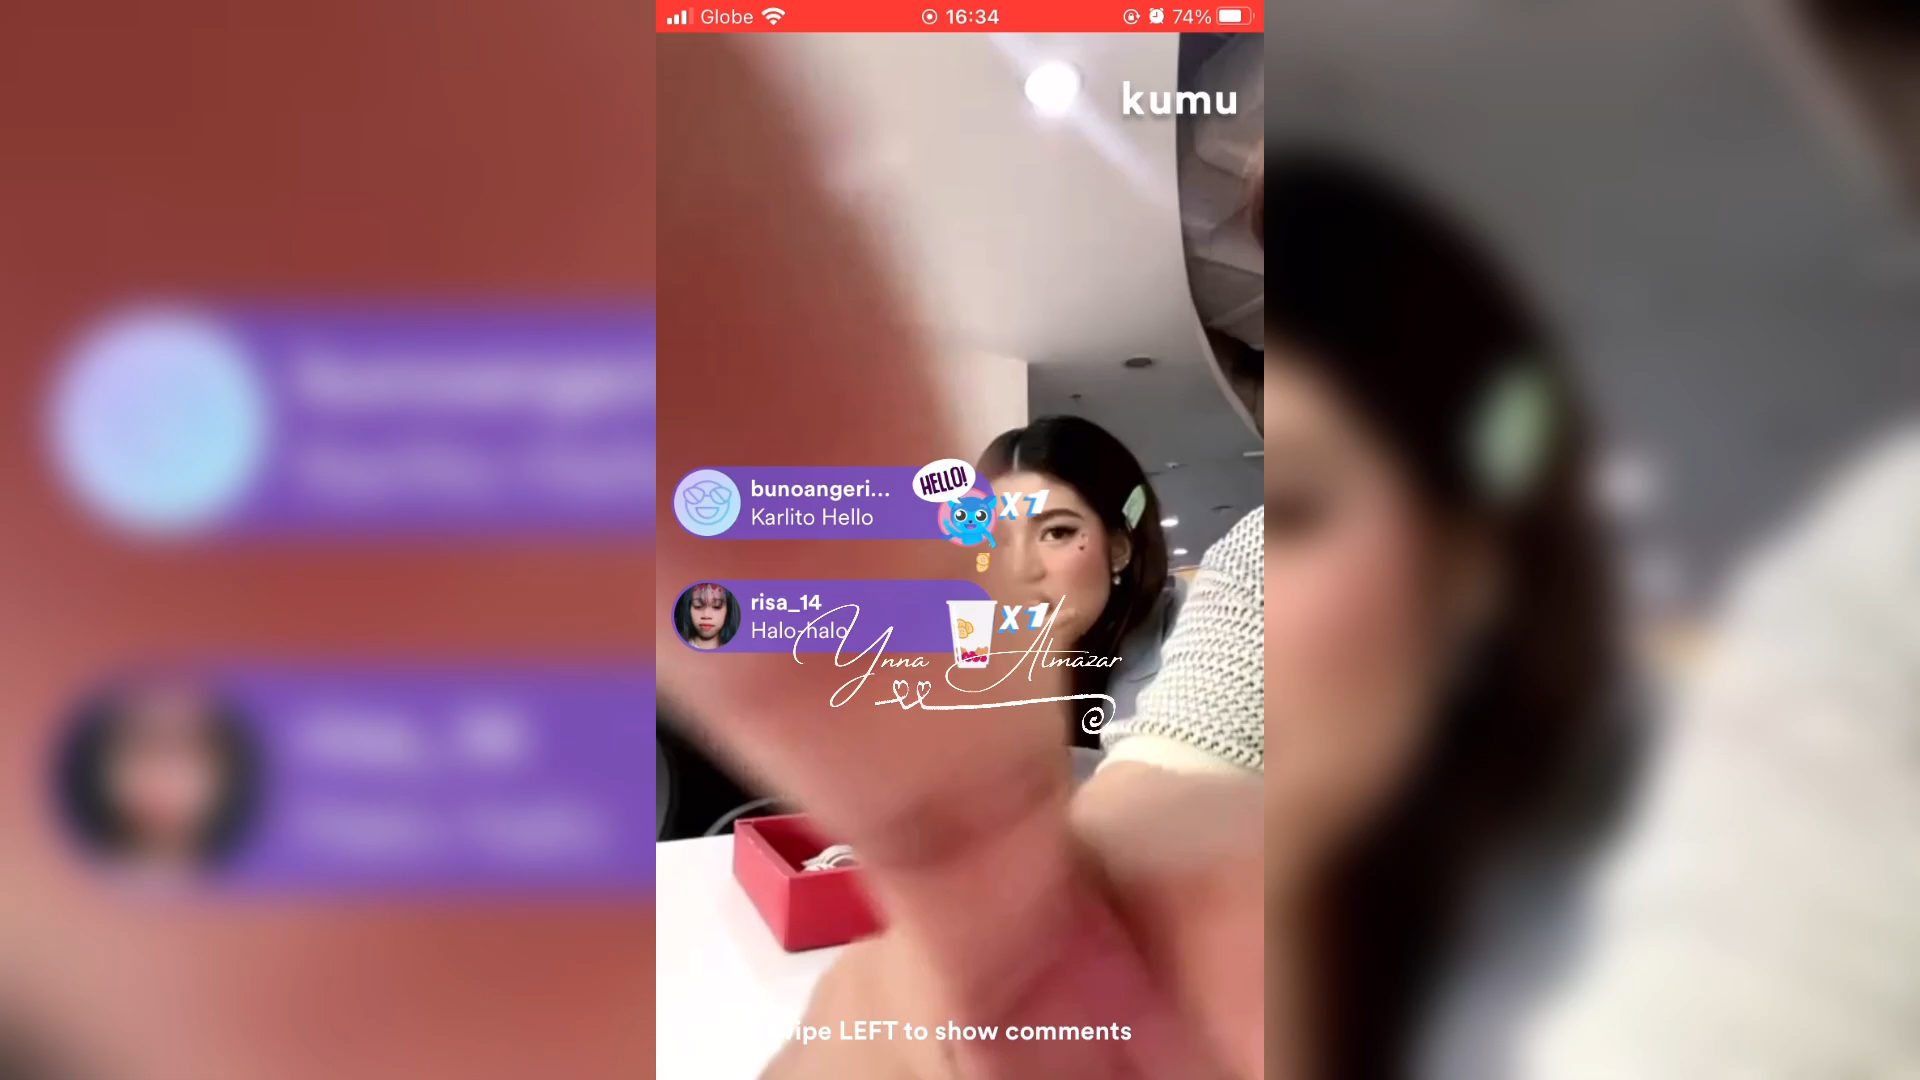 Globe
16:34
74%
kumu
bunoangeri...
Karlito Hello
HELLO!
X1
risa_14
Halo-halo
X1
Ynna Almazar
ipe LEFT to show comments